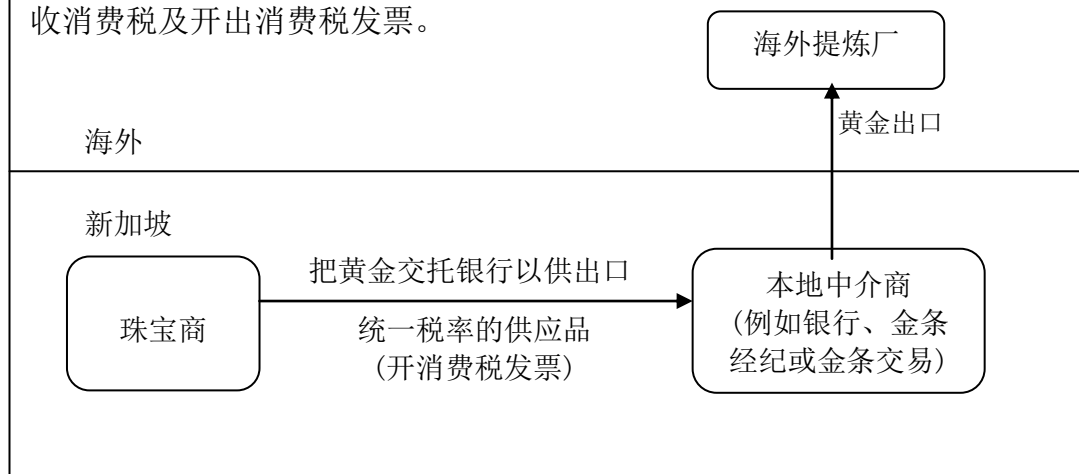 收消费税及开出消费税发票。
海外提炼厂
黄金出口
海外
新加坡
把黄金交托银行以供出口
统一税率的供应品
(开消费税发票)
珠宝商
本地中介商
(例如银行、金条
经纪或金条交易)